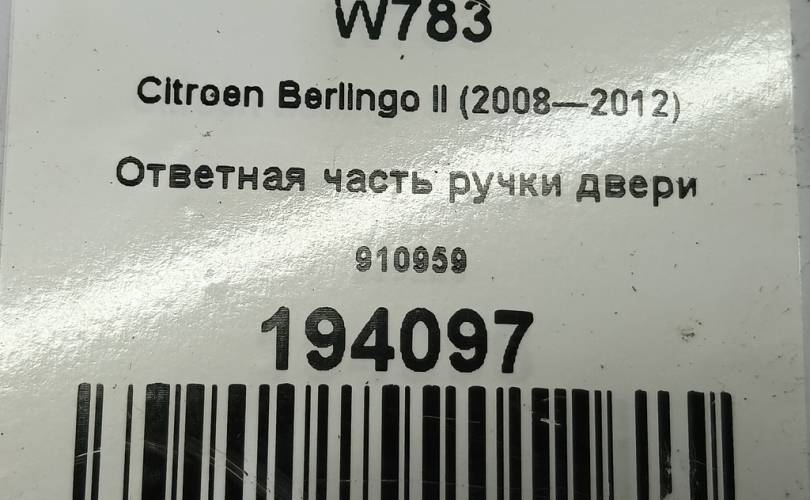 W783
Citroen Berlingo II (2008—2012)
Ответная часть ручки двери
910959
194097